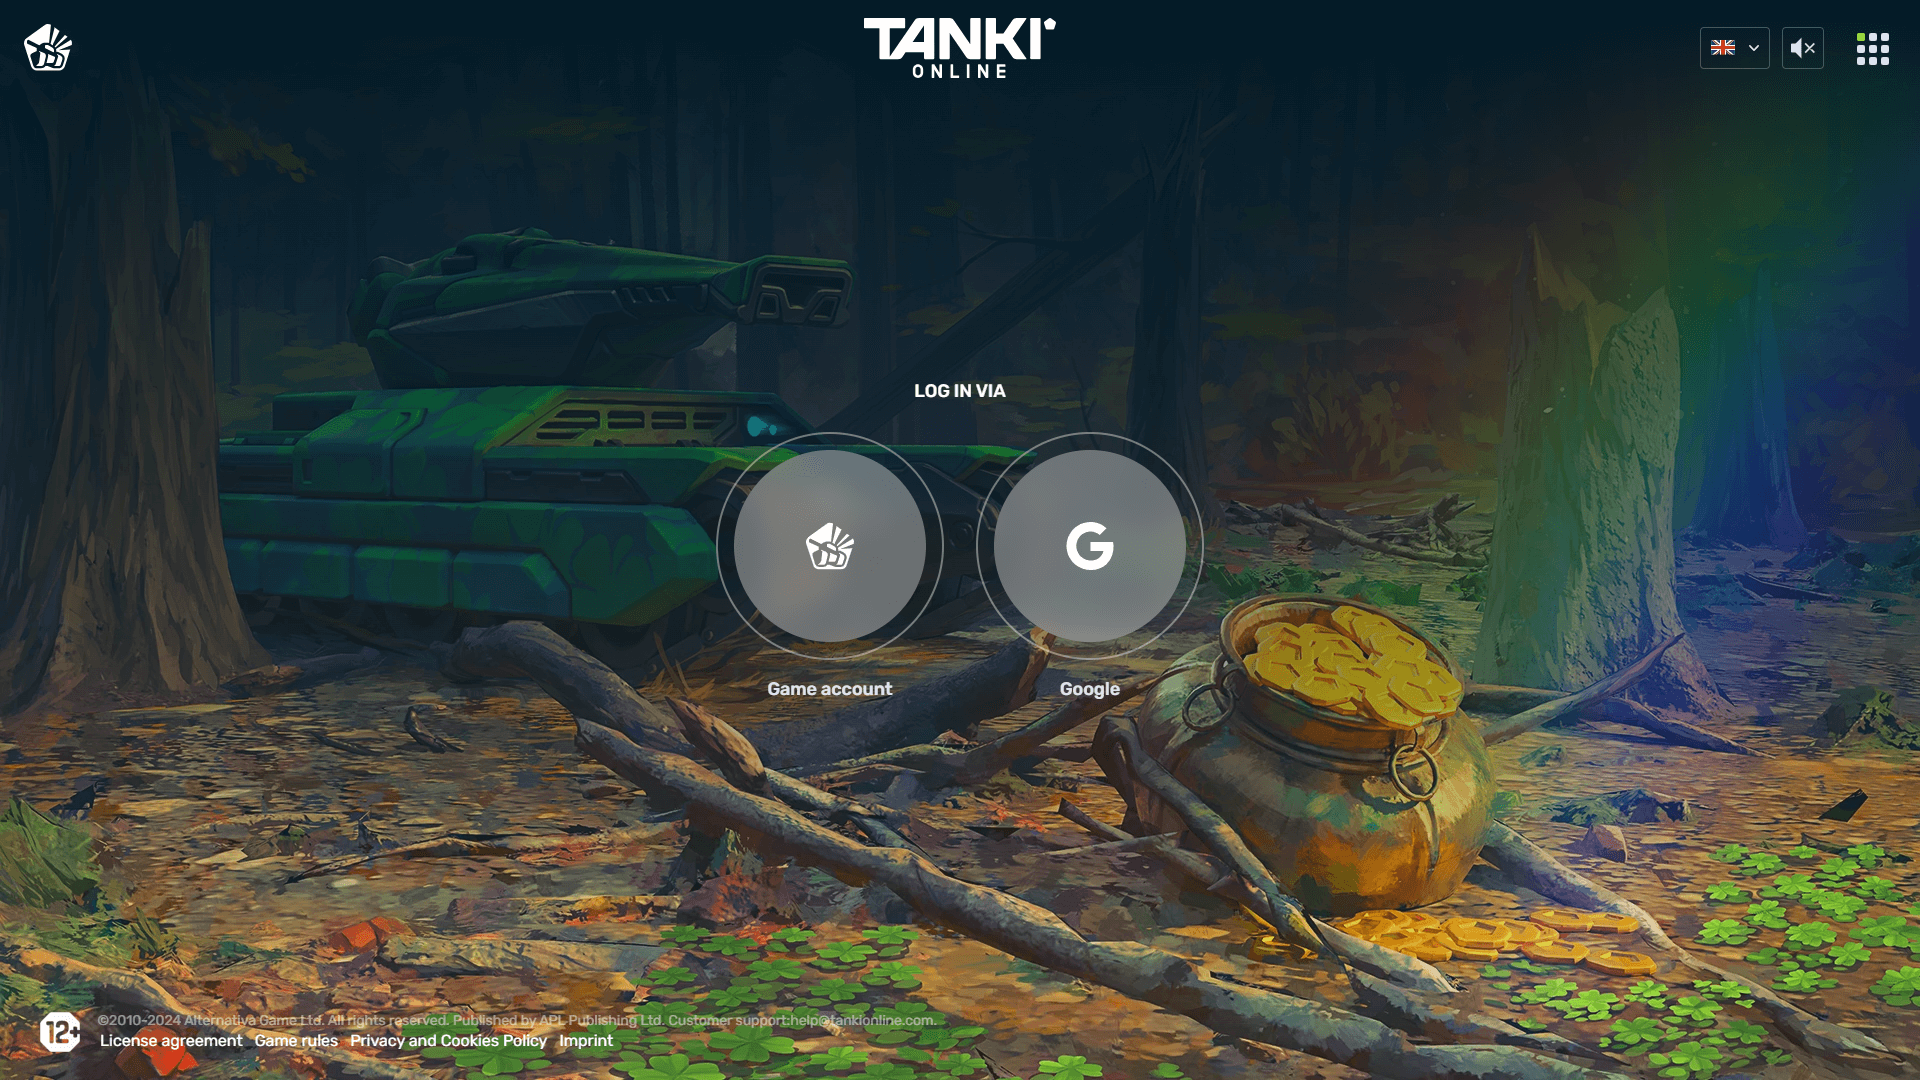 TANKI
ONLINE
LOG IN VIA
Game account
Google
12+
©2010-2024 Alternativa Game Ltd. All rights reserved. Published by APL Publishing Ltd. Customer support:help@tankionline.com.
License agreement Game rules Privacy and Cookies Policy Imprint